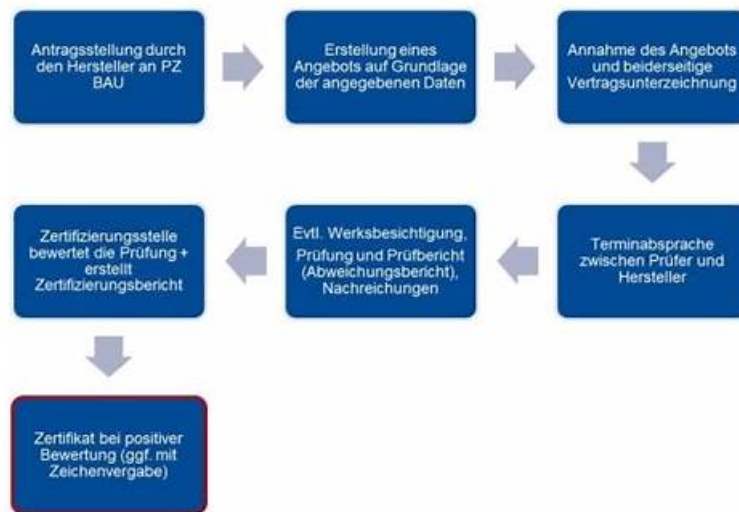 Antragsstellung durch
den Hersteller an PZ
BAU
Erstellung eines
Angebots auf Grundlage
der angegebenen Daten
Annahme des Angebots
und beiderseitige
Vertragsunterzeichnung
Terminabsprache
zwischen Prüfer und
Hersteller
Evtl. Werksbesichtigung,
Prüfung und Prüfbericht
(Abweichungsbericht),
Nachreichungen
Zertifizierungsstelle
bewertet die Prüfung +
erstellt
Zertifizierungsbericht
Zertifikat bei positiver
Bewertung (ggf. mit
Zeichenvergabe)